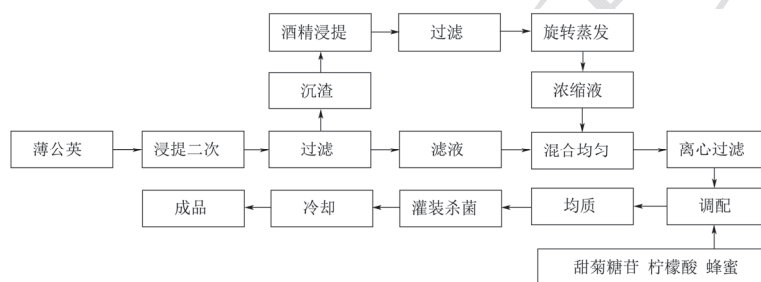 酒精浸提 过滤 旋转蒸发
沉渣 浓缩液
薄公英 浸提二次 过滤 滤液 混合均匀 离心过滤
成品 冷却 灌装杀菌 均质 调配
甜菊糖苷 柠檬酸 蜂蜜